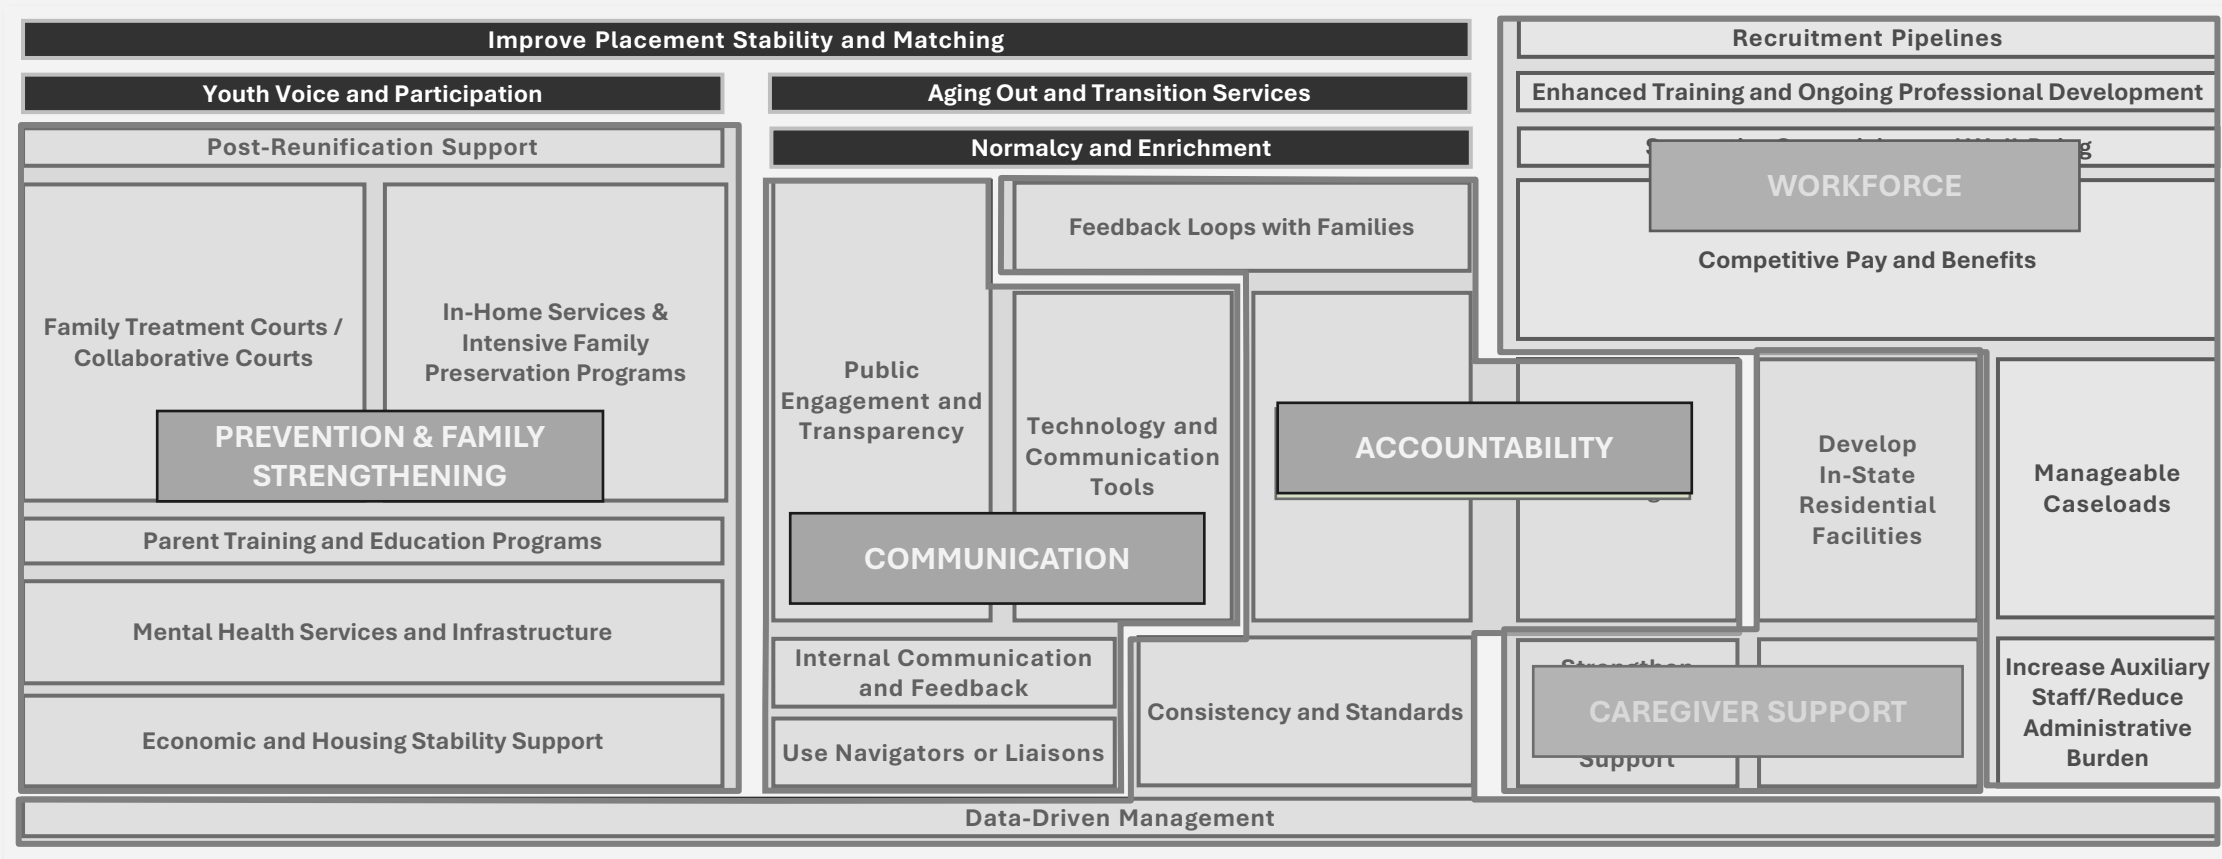 Improve Placement Stability and Matching
Youth Voice and Participation
Aging Out and Transition Services
Normalcy and Enrichment
Post-Reunification Support
Family Treatment Courts /
Collaborative Courts
In-Home Services &
Intensive Family
Preservation Programs
PREVENTION & FAMILY
STRENGTHENING
Parent Training and Education Programs
Mental Health Services and Infrastructure
Economic and Housing Stability Support
Public
Engagement and
Transparency
Feedback Loops with Families
Technology and
Communication
Tools
COMMUNICATION
Internal Communication
and Feedback
Use Navigators or Liaisons
ACCOUNTABILITY
Consistency and Standards
Recruitment Pipelines
Enhanced Training and Ongoing Professional Development
WORKFORCE
Competitive Pay and Benefits
Develop
In-State
Residential
Facilities
Manageable
Caseloads
Strengthen
CAREGIVER SUPPORT
Support
Increase Auxiliary
Staff/Reduce
Administrative
Burden
Data-Driven Management